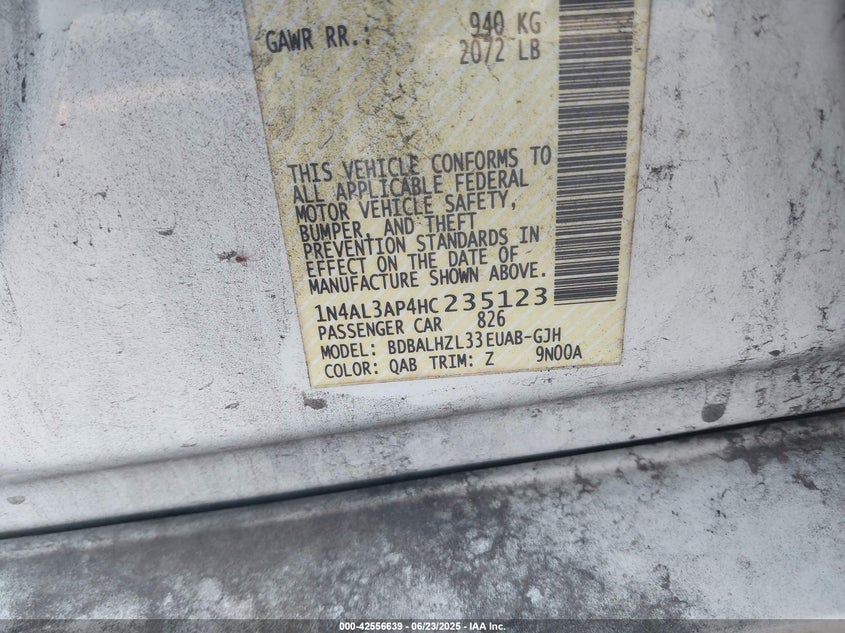 GAWR RR.: 940 KG
2072 LB
THIS VEHICLE CONFORMS TO
ALL APPLICABLE FEDERAL
MOTOR VEHICLE SAFETY,
BUMPER, AND THEFT
PREVENTION STANDARDS IN
EFFECT ON THE DATE OF
MANUFACTURE SHOWN ABOVE.
1N4AL3AP4HC235123
PASSENGER CAR 826
MODEL: BDBALHZL33EUAB-GJH
COLOR: QAB TRIM: Z 9N00A
000-42556639 - 06/23/2025 - IAA Inc.